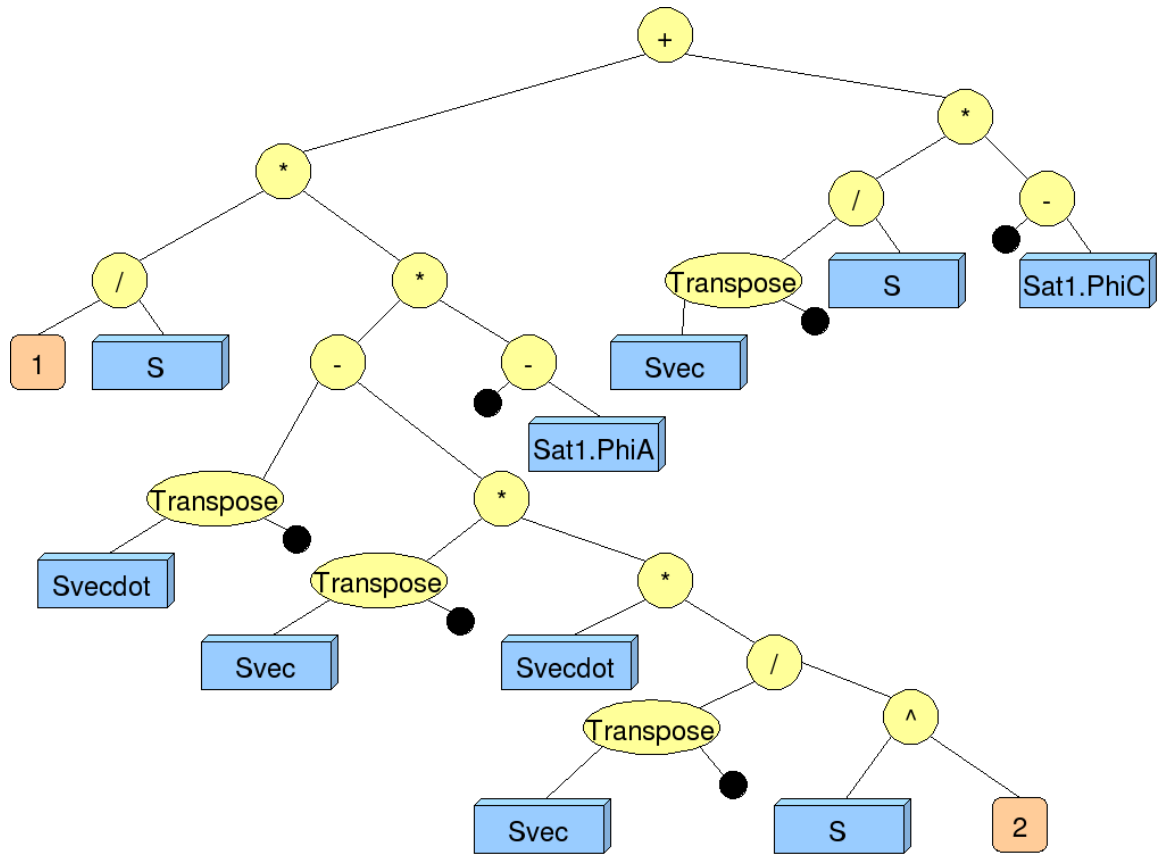 +
*
*
/
-
Transpose
S
Sat1.PhiC
/
*
1
S
-
-
Svec
Sat1.PhiA
Transpose
*
Svecdot
Transpose
*
Svec
Svecdot
/
Transpose
^
Svec
S
2